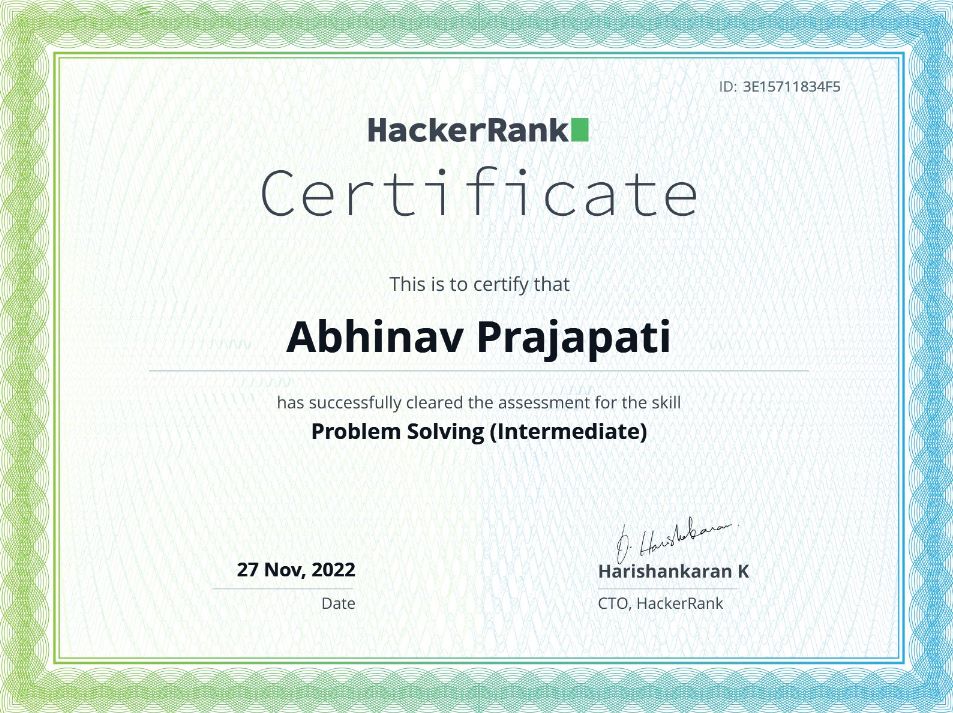 ID: 3E15711834F5
HackerRank
Certificate
This is to certify that
Abhinav Prajapati
has successfully cleared the assessment for the skill
Problem Solving (Intermediate)
27 Nov, 2022
Date
Harishankaran K
CTO, HackerRank